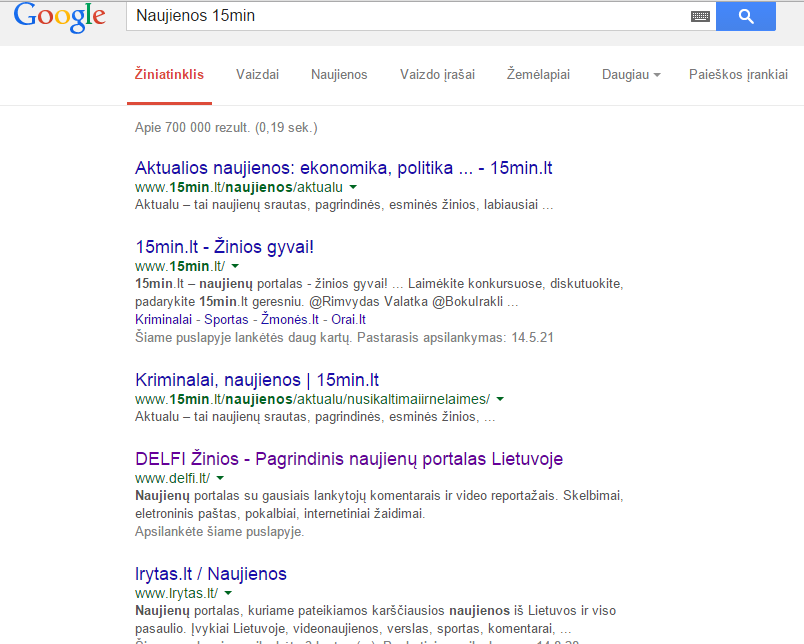 Google
Naujienos 15min
Žiniatinklis Vaizdai Naujienos Vaizdo įrašai Žemėlapiai Daugiau Paieškos įrankiai
Apie 700 000 rezult. (0,19 sek.)
Aktualios naujienos: ekonomika, politika ... - 15min.lt
www.15min.lt/naujienos/aktualu
Aktualu – tai naujienų srautas, pagrindinės, esminės žinios, labiausiai ...
15min.lt - Žinios gyvai!
www.15min.lt/
15min.lt – naujienų portalas - žinios gyvai! ... Laimėkite konkursuose, diskutuokite,
padarykite 15min.lt geresniu. @Rimvydas Valatka @BokuIrakli ...
Kriminalai - Sportas - Žmonės.lt - Orai.lt
Šiame puslapyje lankėtės daug kartų. Pastarasis apsilankymas: 14.5.21
Kriminalai, naujienos | 15min.lt
www.15min.lt/naujienos/aktualu/nusikaltimaiirnelaimes/
Aktualu – tai naujienų srautas, pagrindinės, esminės žinios, ...
DELFI Žinios - Pagrindinis naujienų portalas Lietuvoje
www.delfi.lt/
Naujienų portalas su gausiais lankytojų komentarais ir video reportažais. Skelbimai,
eletroninis paštas, pokalbiai, internetiniai žaidimai.
Apsilankėte šiame puslapyje.
lrytas.lt / Naujienos
www.lrytas.lt/
Naujienų portalas, kuriame pateikiamos karščiausios naujienos iš Lietuvos ir viso
pasaulio. Įvykiai Lietuvoje, videonaujienos, verslas, sportas, komentarai, ...